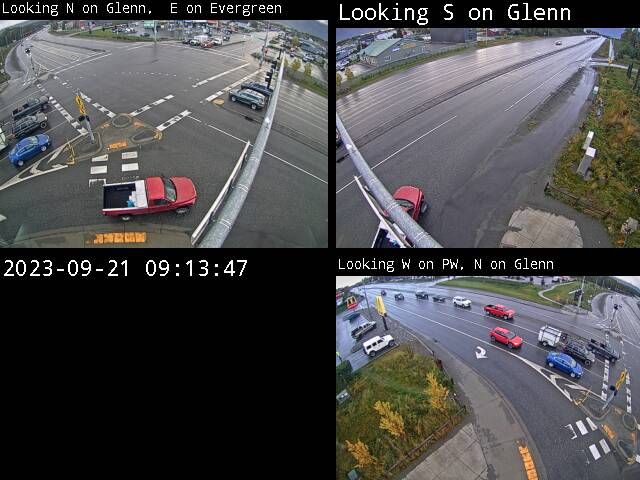 Looking N on Glenn, E on Evergreen
Looking S on Glenn
2023-09-21 09:13:47
Looking W on PW, N on Glenn